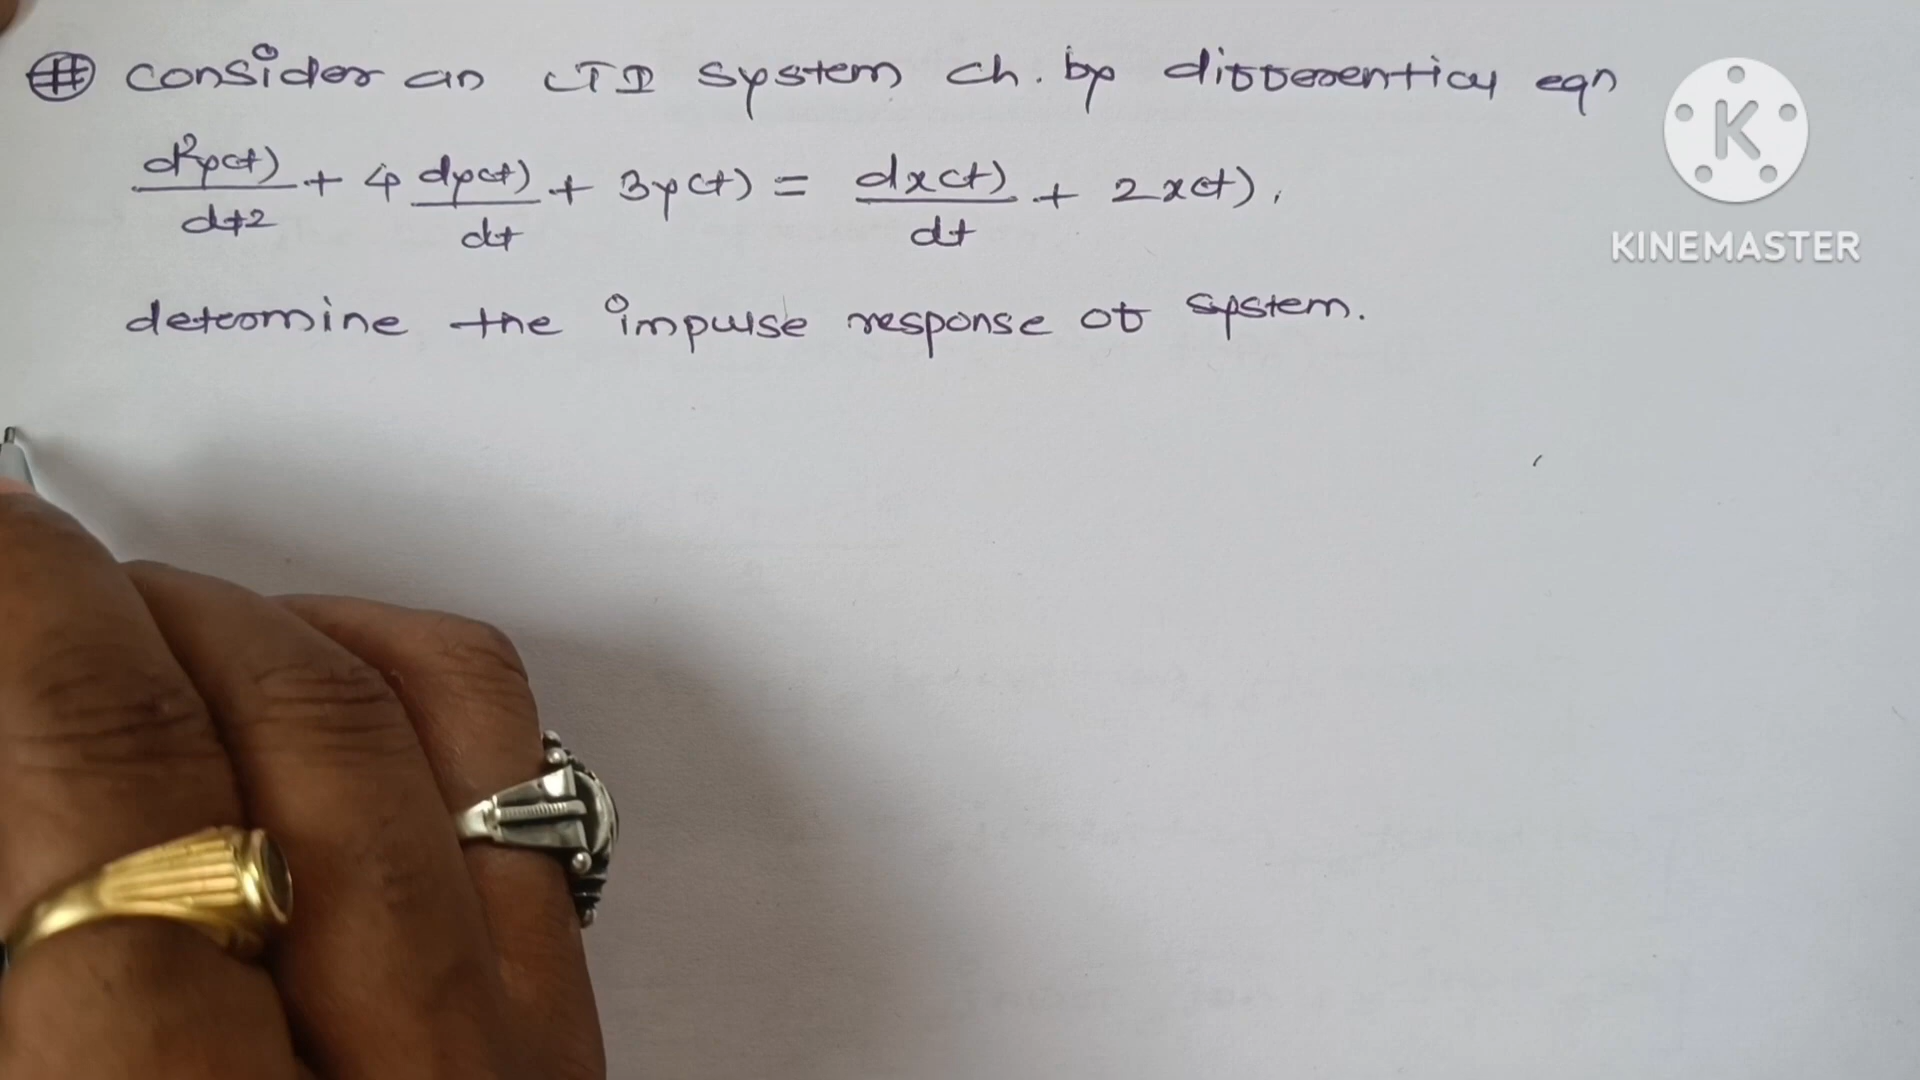 # Consider an LTI system ch. by differential eqn
d²y(t)/dt2 + 4 dy(t)/dt + 3y(t) = dx(t)/dt + 2x(t),
determine the impulse response of system.
K
KINEMASTER